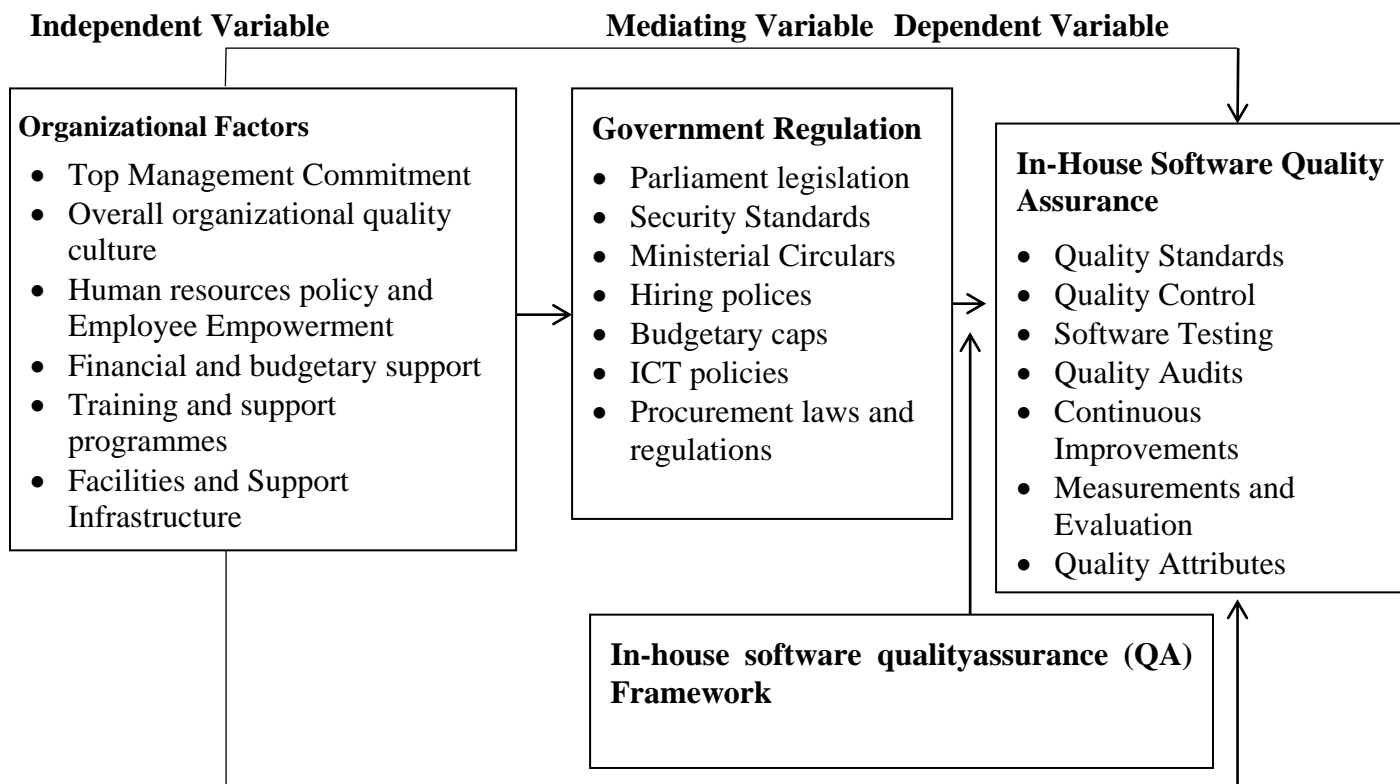 Independent Variable
Mediating Variable
Dependent Variable
Organizational Factors
• Top Management Commitment
• Overall organizational quality
culture
• Human resources policy and
Employee Empowerment
• Financial and budgetary support
• Training and support
programmes
• Facilities and Support
Infrastructure
Government Regulation
• Parliament legislation
• Security Standards
• Ministerial Circulars
• Hiring polices
• Budgetary caps
• ICT policies
• Procurement laws and
regulations
In-House Software Quality
Assurance
• Quality Standards
• Quality Control
• Software Testing
• Quality Audits
• Continuous
Improvements
• Measurements and
Evaluation
• Quality Attributes
In-house software qualityassurance (QA)
Framework